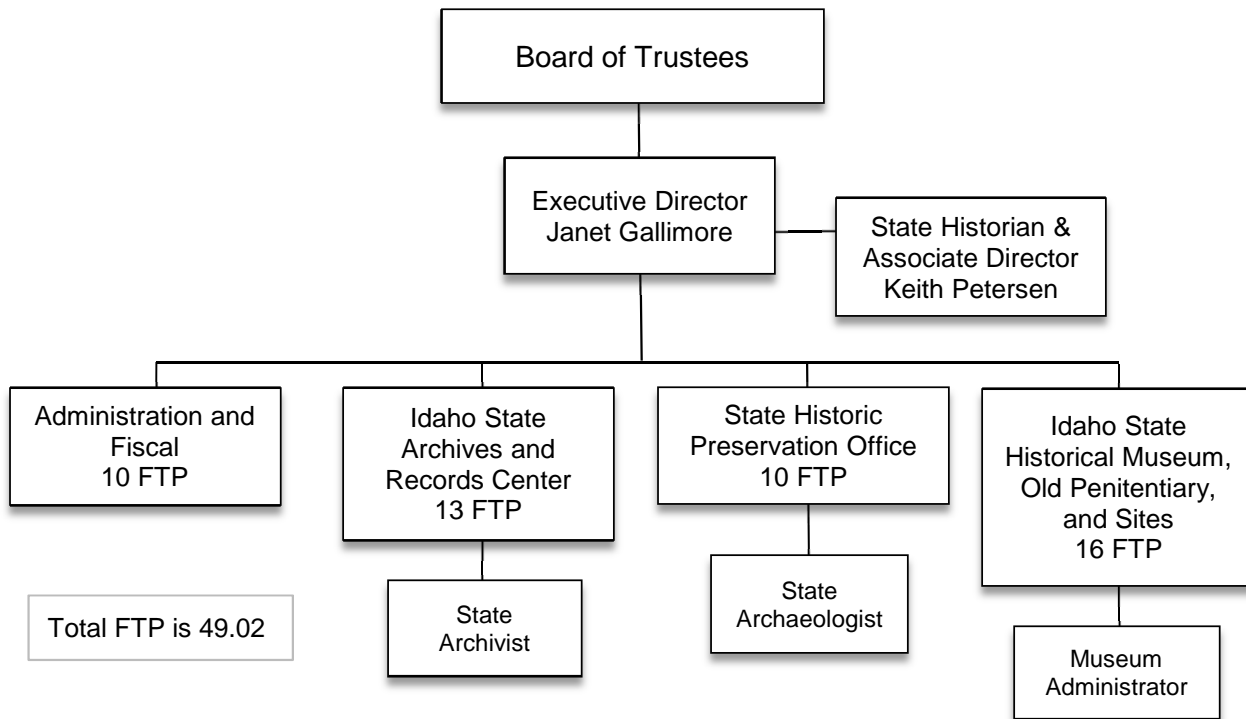 Board of Trustees
Executive Director
Janet Gallimore
State Historian &
Associate Director
Keith Petersen
Administration and
Fiscal
10 FTP
Idaho State
Archives and
Records Center
13 FTP
State Historic
Preservation Office
10 FTP
Idaho State
Historical Museum,
Old Penitentiary,
and Sites
16 FTP
State
Archivist
State
Archaeologist
Museum
Administrator
Total FTP is 49.02